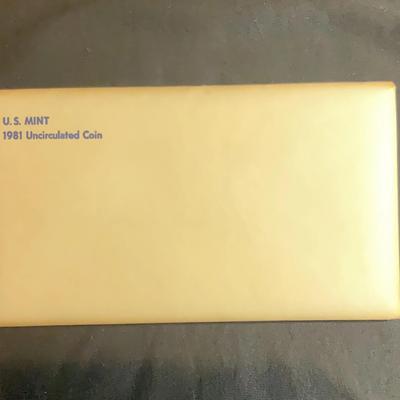 U.S. MINT
1981 Uncirculated Coin